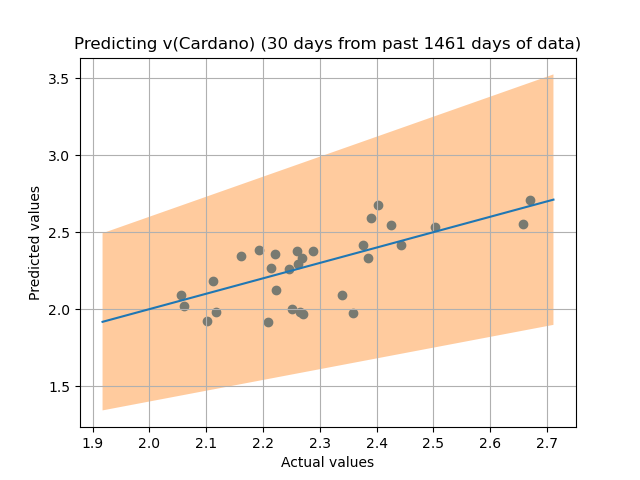 Predicting v(Cardano) (30 days from past 1461 days of data)
3.5
3.0
2.5
2.0
1.5
Predicted values
1.9 2.0 2.1 2.2 2.3 2.4 2.5 2.6 2.7
Actual values